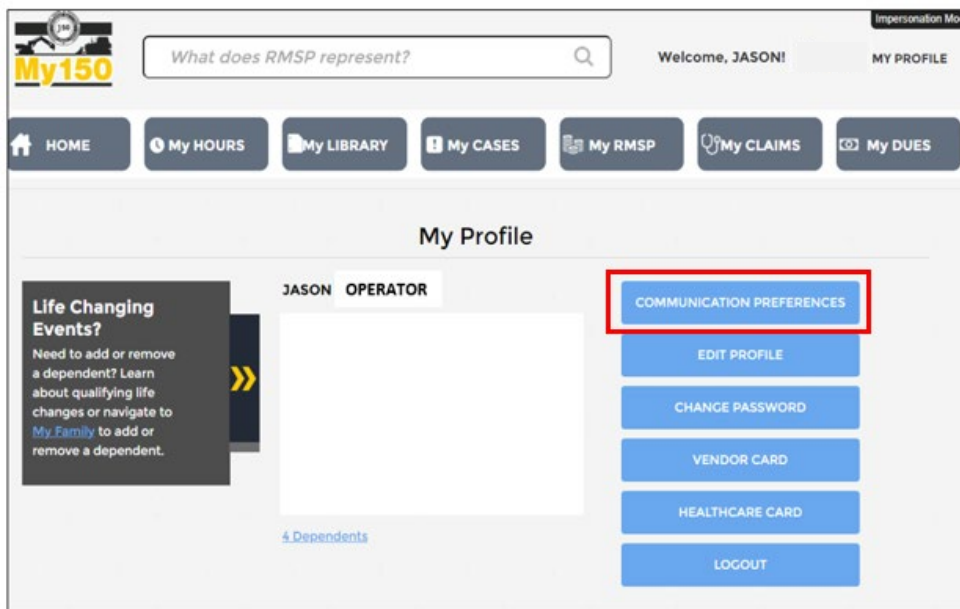 Impersonation Mo
My150
What does RMSP represent?
Welcome, JASON!
MY PROFILE
HOME
My HOURS
My LIBRARY
My CASES
My RMSP
My CLAIMS
My DUES
My Profile
Life Changing
Events?
Need to add or remove
a dependent? Learn
about qualifying life
changes or navigate to
My Family to add or
remove a dependent.
JASON OPERATOR
4 Dependents
COMMUNICATION PREFERENCES
EDIT PROFILE
CHANGE PASSWORD
VENDOR CARD
HEALTHCARE CARD
LOGOUT